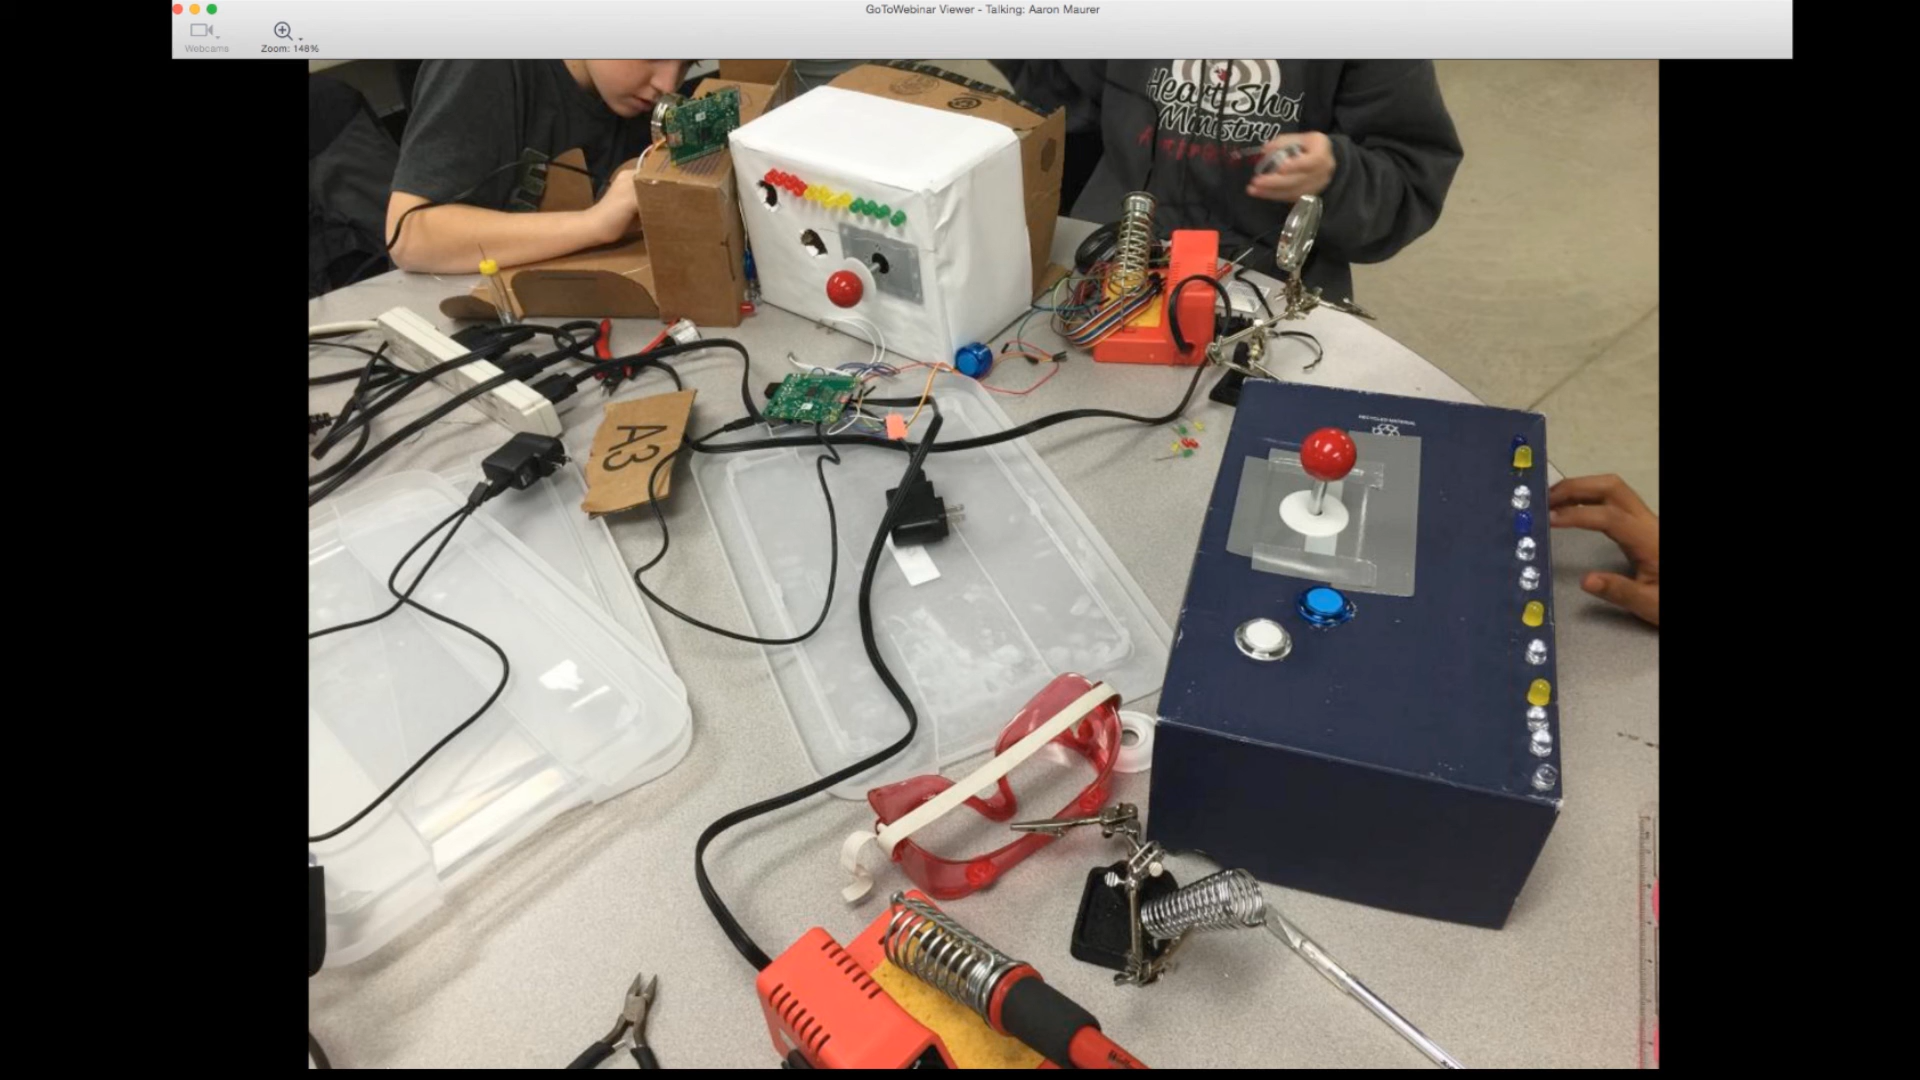 GoToWebinar Viewer - Talking: Aaron Maurer
Webcams
Zoom: 148%
Heart Shot
Ministry
A3